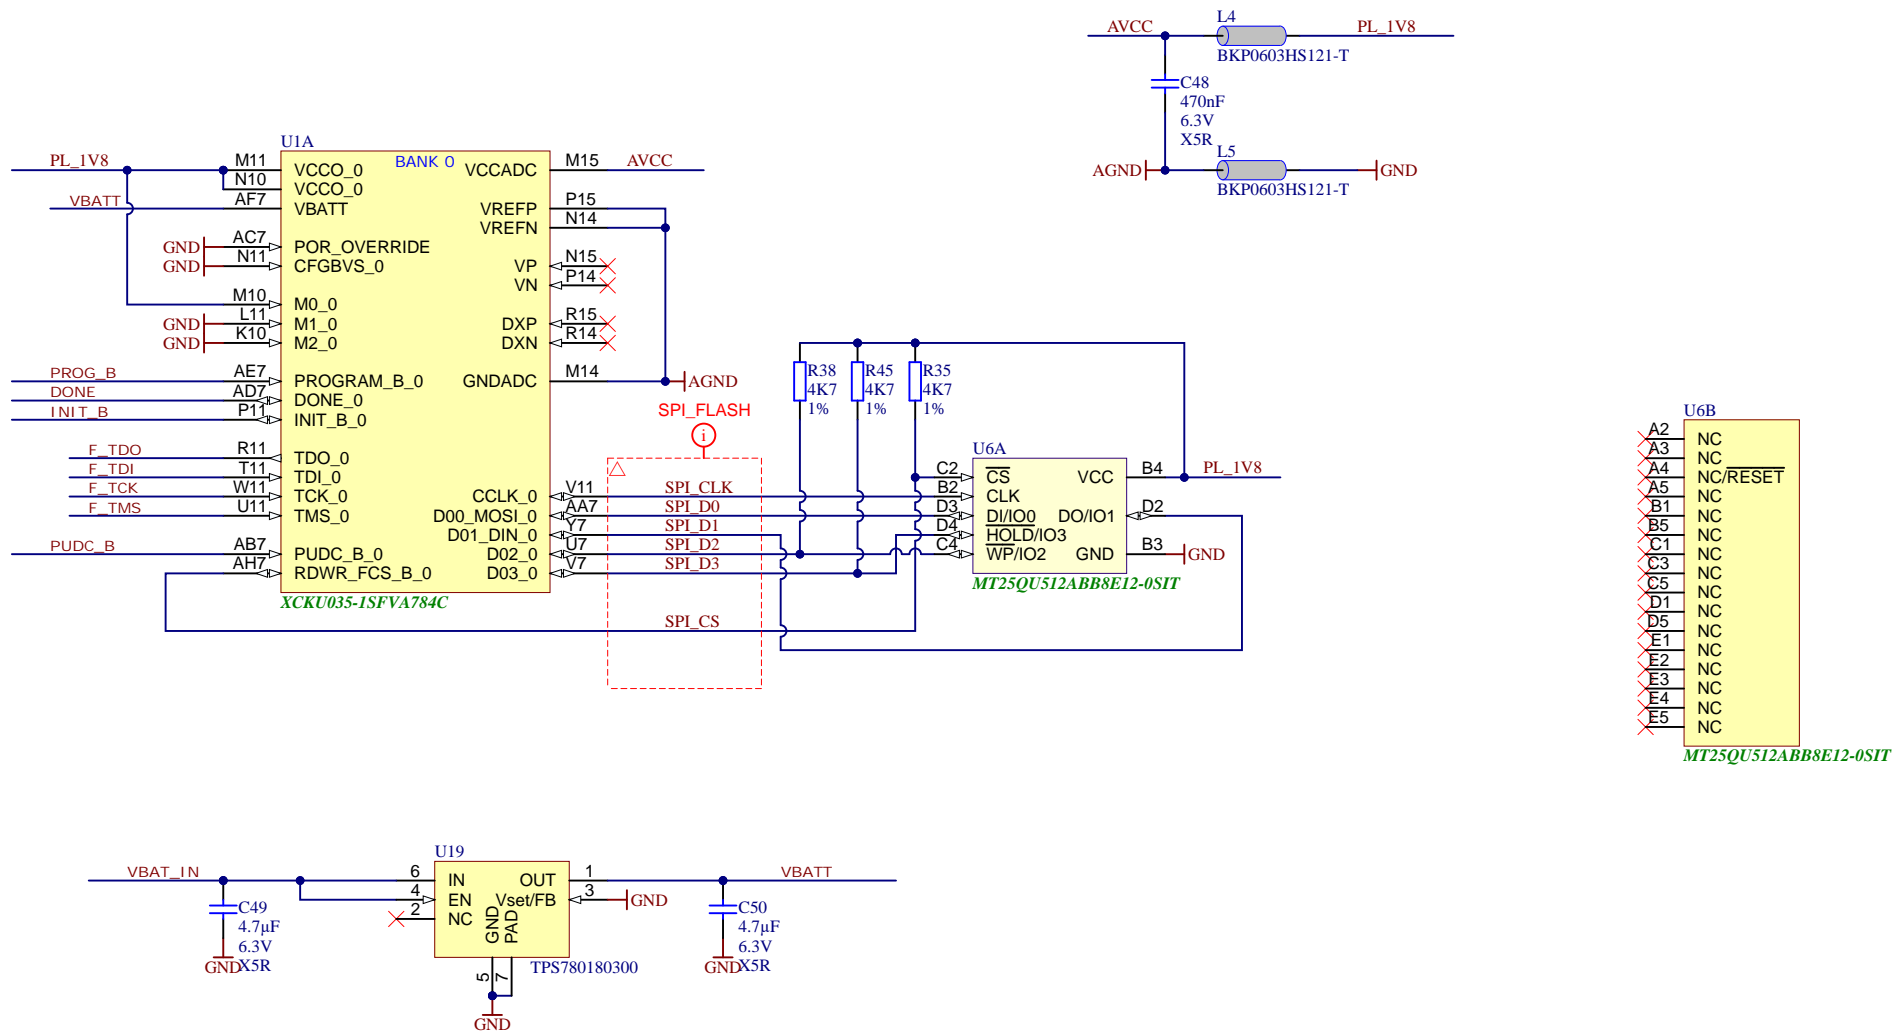 AVCC
L4
PL_1V8
BKP0603HS121-T
C48
470nF
6.3V
X5R
L5
AGND
GND
BKP0603HS121-T
U1A
BANK 0
PL_1V8
M11
VCCO_0
VCCADC
M15
AVCC
N10
VCCO_0
VBATT
AF7
VBATT
VREFP
P15
VREFN
N14
GND
AC7
POR_OVERRIDE
GND
N11
CFGBVS_0
VP
N15
VN
P14
M10
M0_0
GND
L11
M1_0
DXP
R15
GND
K10
M2_0
DXN
R14
PROG_B
AE7
PROGRAM_B_0
GNDADC
M14
AGND
DONE
AD7
DONE_0
INIT_B
P11
INIT_B_0
F_TDO
R11
TDO_0
F_TDI
T11
TDI_0
F_TCK
W11
TCK_0
CCLK_0
V11
SPI_CLK
F_TMS
U11
TMS_0
D00_MOSI_0
AA7
SPI_D0
D01_DIN_0
Y7
SPI_D1
PUDC_B
AB7
PUDC_B_0
D02_0
U7
SPI_D2
AH7
RDWR_FCS_B_0
D03_0
V7
SPI_D3
XCKU035-1SFVA784C
SPI_CS
SPI_FLASH
i
R38
4K7
1%
R45
4K7
1%
R35
4K7
1%
U6A
C2
CS
VCC
B4
PL_1V8
B2
CLK
D3
DI/IO0
DO/IO1
D2
D4
HOLD/IO3
C4
WP/IO2
GND
B3
GND
MT25QU512ABB8E12-0SIT
U6B
A2
NC
A3
NC
A4
NC/RESET
A5
NC
B1
NC
B5
NC
C1
NC
C3
NC
C5
NC
D1
NC
D5
NC
E1
NC
E2
NC
E3
NC
E4
NC
E5
NC
MT25QU512ABB8E12-0SIT
U19
VBAT_IN
6
IN
OUT
1
VBATT
4
EN
Vset/FB
3
GND
2
NC
GND
PAD
5
7
TPS780180300
GND
C49
4.7µF
6.3V
X5R
GND
C50
4.7µF
6.3V
X5R
GND